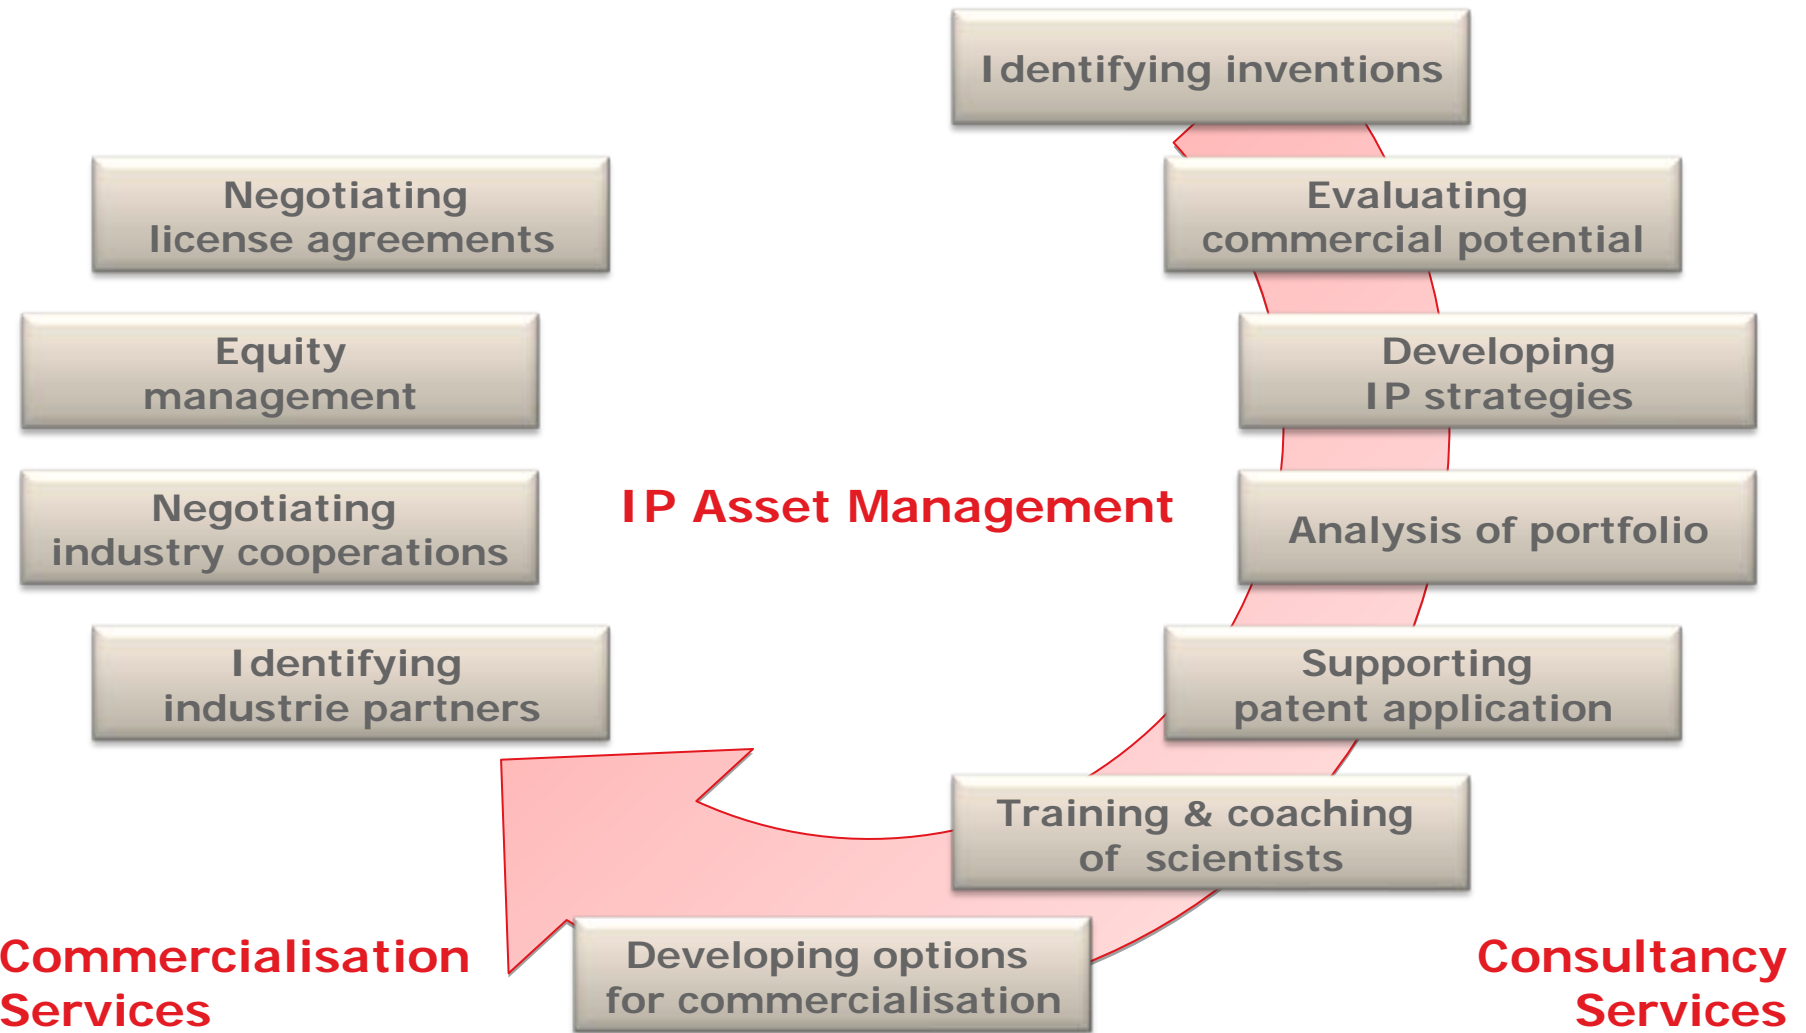 Identifying inventions
Evaluating
commercial potential
Developing
IP strategies
Analysis of portfolio
Supporting
patent application
Training & coaching
of scientists
Developing options
for commercialisation
Identifying
industrie partners
Negotiating
industry cooperations
Equity
management
Negotiating
license agreements
IP Asset Management
Commercialisation
Services
Consultancy
Services